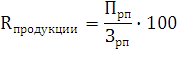 Rпродукции = Прп / Зрп · 100